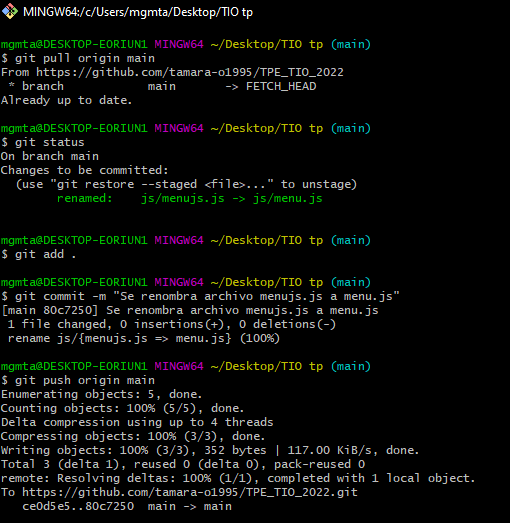 MINGW64:/c/Users/mgmta/Desktop/TIO tp
mgmta@DESKTOP-EORIUN1 MINGW64 ~/Desktop/TIO tp (main)
$ git pull origin main
From https://github.com/tamara-o1995/TPE_TIO_2022
 * branch            main       -> FETCH_HEAD
Already up to date.
mgmta@DESKTOP-EORIUN1 MINGW64 ~/Desktop/TIO tp (main)
$ git status
On branch main
Changes to be committed:
  (use "git restore --staged <file>..." to unstage)
        renamed:    js/menujs.js -> js/menu.js
mgmta@DESKTOP-EORIUN1 MINGW64 ~/Desktop/TIO tp (main)
$ git add .
mgmta@DESKTOP-EORIUN1 MINGW64 ~/Desktop/TIO tp (main)
$ git commit -m "Se renombra archivo menujs.js a menu.js"
[main 80c7250] Se renombra archivo menujs.js a menu.js
 1 file changed, 0 insertions(+), 0 deletions(-)
 rename js/{menujs.js => menu.js} (100%)
mgmta@DESKTOP-EORIUN1 MINGW64 ~/Desktop/TIO tp (main)
$ git push origin main
Enumerating objects: 5, done.
Counting objects: 100% (5/5), done.
Delta compression using up to 4 threads
Compressing objects: 100% (3/3), done.
Writing objects: 100% (3/3), 352 bytes | 117.00 KiB/s, done.
Total 3 (delta 1), reused 0 (delta 0), pack-reused 0
remote: Resolving deltas: 100% (1/1), completed with 1 local object.
To https://github.com/tamara-o1995/TPE_TIO_2022.git
   ce0d5e5..80c7250  main -> main